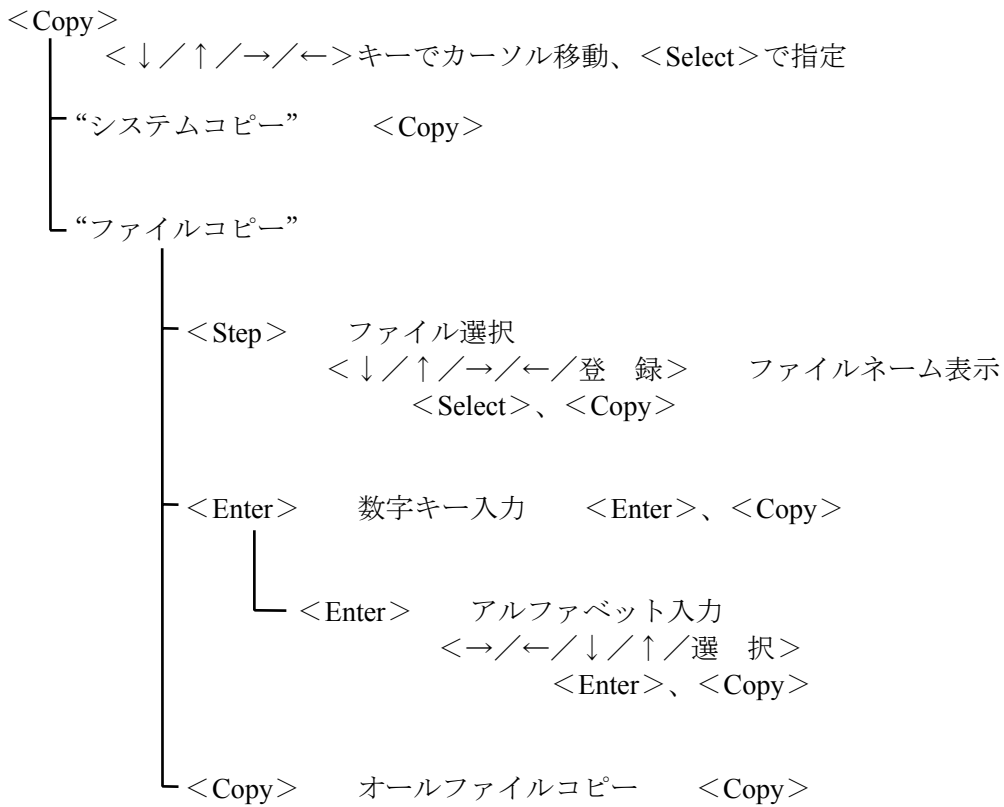 ＜Copy＞
＜↓／↑／→／←＞キーでカーソル移動、＜Select＞で指定
“システムコピー”　　＜Copy＞
“ファイルコピー”
＜Step＞　　ファイル選択
＜↓／↑／→／←／登　録＞　　ファイルネーム表示
＜Select＞、＜Copy＞
＜Enter＞　　数字キー入力　　＜Enter＞、＜Copy＞
＜Enter＞　　アルファベット入力
＜→／←／↓／↑／選　択＞
＜Enter＞、＜Copy＞
＜Copy＞　　オールファイルコピー　　＜Copy＞